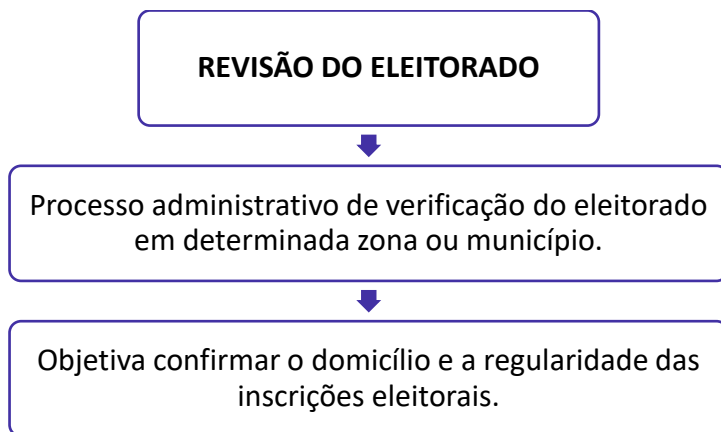 REVISÃO DO ELEITORADO
Processo administrativo de verificação do eleitorado
em determinada zona ou município.
Objetiva confirmar o domicílio e a regularidade das
inscrições eleitorais.